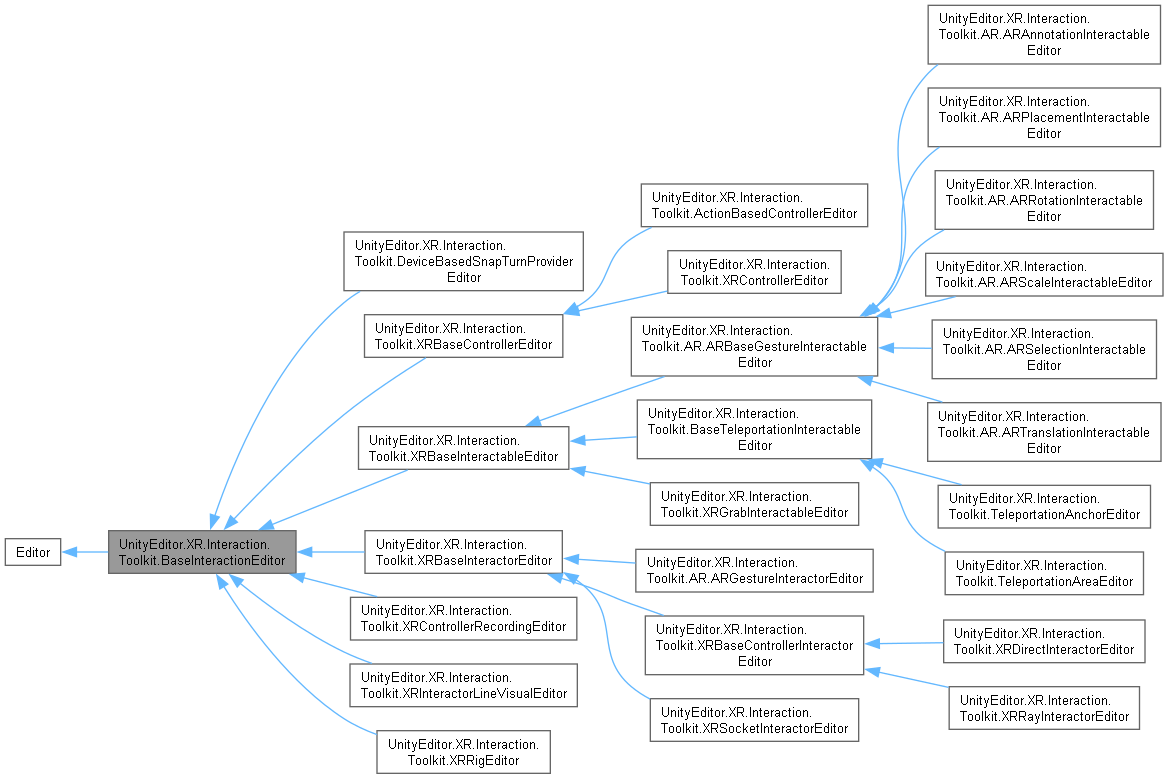 Editor
UnityEditor.XR.Interaction.
Toolkit.BaseInteractionEditor
UnityEditor.XR.Interaction.
Toolkit.DeviceBasedSnapTurnProvider
Editor
UnityEditor.XR.Interaction.
Toolkit.XRBaseControllerEditor
UnityEditor.XR.Interaction.
Toolkit.XRBaseInteractableEditor
UnityEditor.XR.Interaction.
Toolkit.XRBaseInteractorEditor
UnityEditor.XR.Interaction.
Toolkit.XRControllerRecordingEditor
UnityEditor.XR.Interaction.
Toolkit.XRInteractorLineVisualEditor
UnityEditor.XR.Interaction.
Toolkit.XRRigEditor
UnityEditor.XR.Interaction.
Toolkit.ActionBasedControllerEditor
UnityEditor.XR.Interaction.
Toolkit.XRControllerEditor
UnityEditor.XR.Interaction.
Toolkit.AR.ARBaseGestureInteractable
Editor
UnityEditor.XR.Interaction.
Toolkit.BaseTeleportationInteractable
Editor
UnityEditor.XR.Interaction.
Toolkit.XRGrabInteractableEditor
UnityEditor.XR.Interaction.
Toolkit.AR.ARGestureInteractorEditor
UnityEditor.XR.Interaction.
Toolkit.XRBaseControllerInteractor
Editor
UnityEditor.XR.Interaction.
Toolkit.XRSocketInteractorEditor
UnityEditor.XR.Interaction.
Toolkit.AR.ARAnnotationInteractable
Editor
UnityEditor.XR.Interaction.
Toolkit.AR.ARPlacementInteractable
Editor
UnityEditor.XR.Interaction.
Toolkit.AR.ARRotationInteractable
Editor
UnityEditor.XR.Interaction.
Toolkit.AR.ARScaleInteractableEditor
UnityEditor.XR.Interaction.
Toolkit.AR.ARSelectionInteractable
Editor
UnityEditor.XR.Interaction.
Toolkit.AR.ARTranslationInteractable
Editor
UnityEditor.XR.Interaction.
Toolkit.TeleportationAnchorEditor
UnityEditor.XR.Interaction.
Toolkit.TeleportationAreaEditor
UnityEditor.XR.Interaction.
Toolkit.XRDirectInteractorEditor
UnityEditor.XR.Interaction.
Toolkit.XRRayInteractorEditor